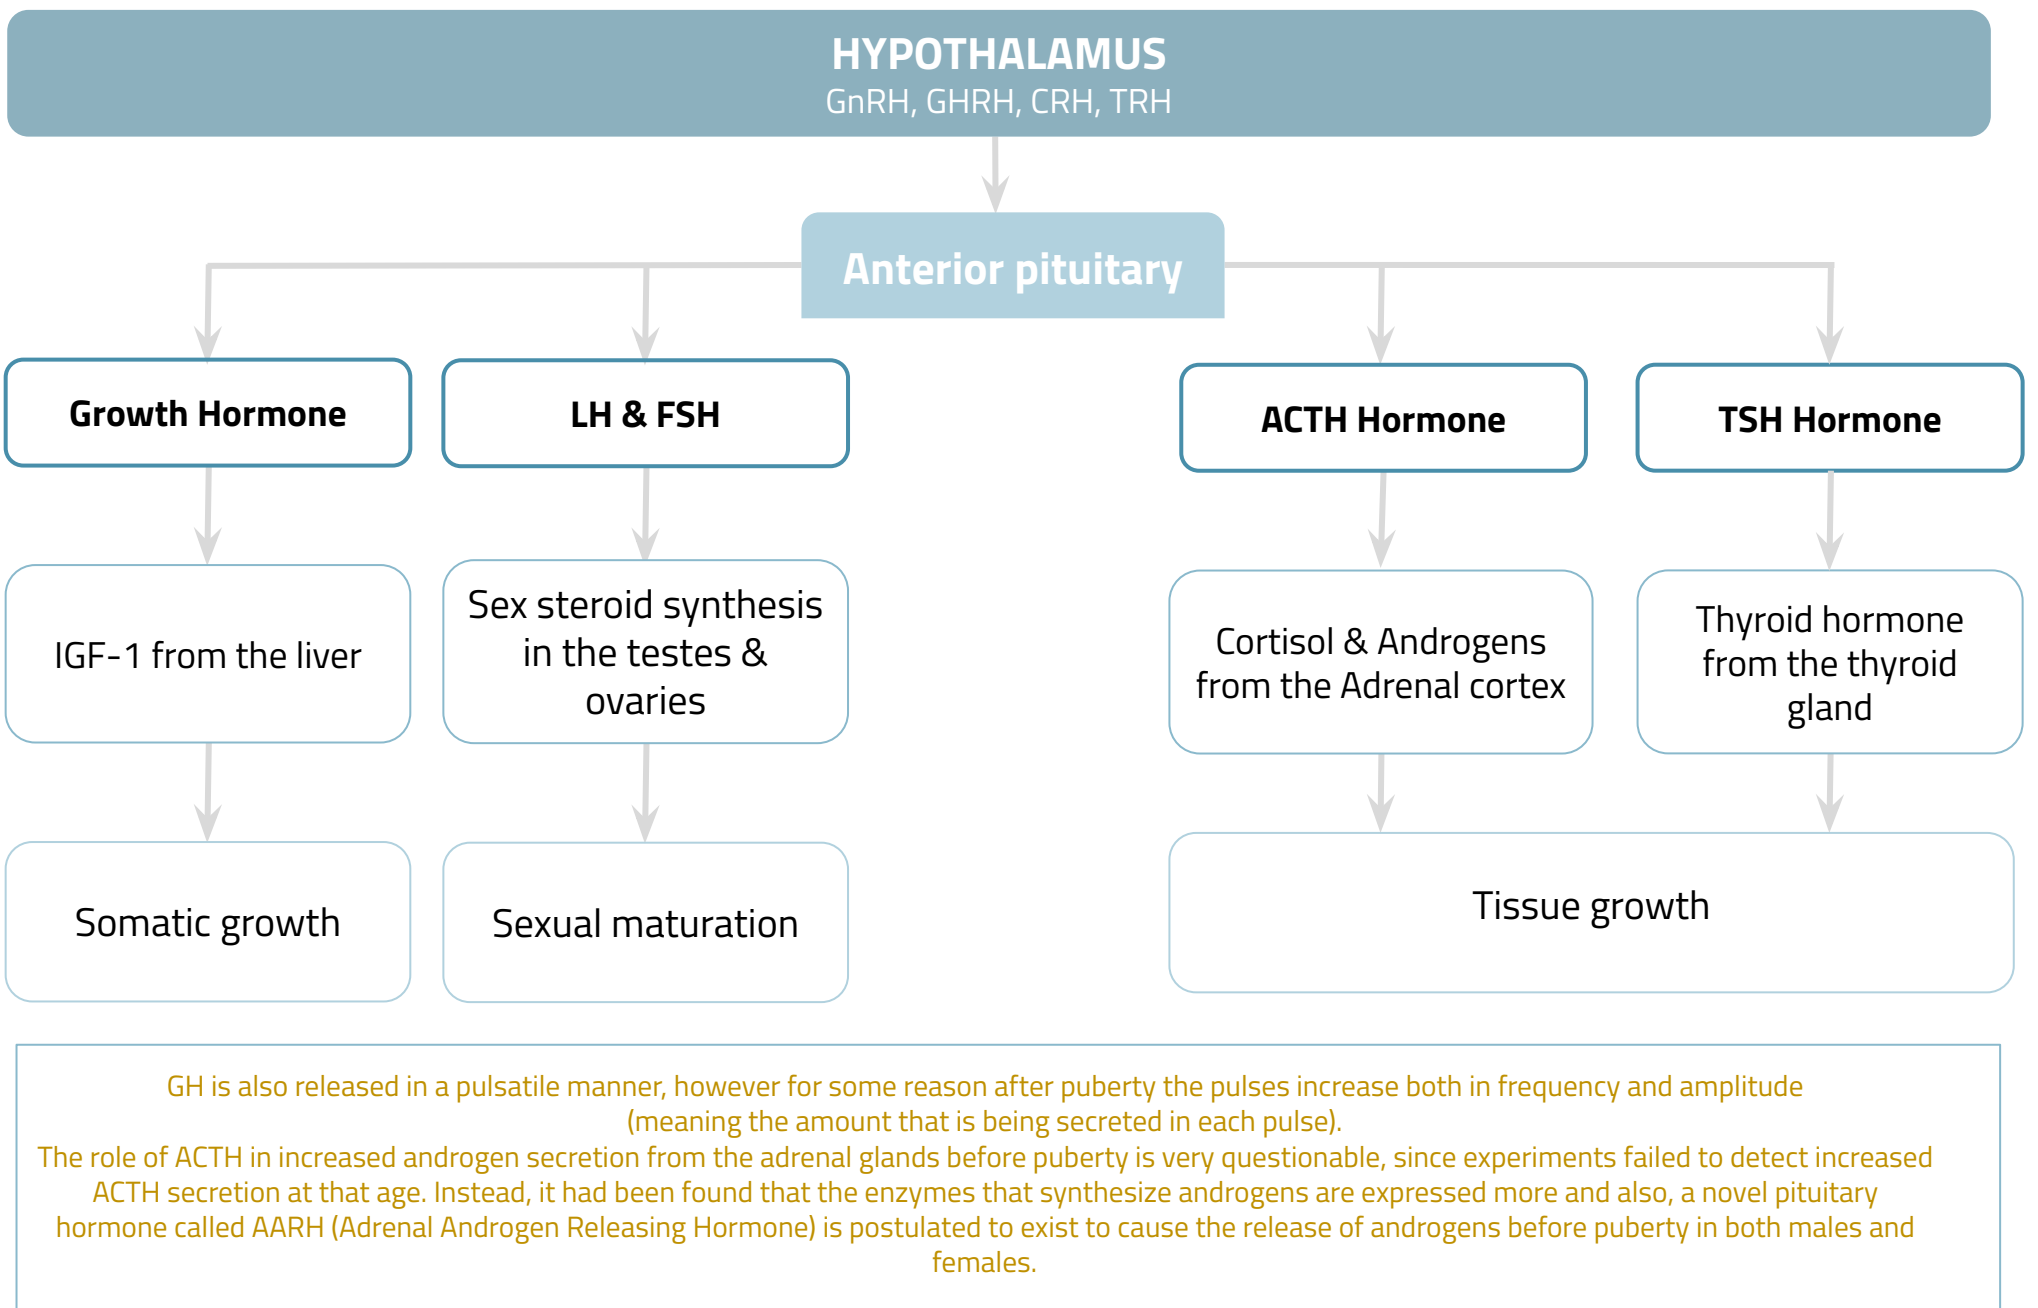 HYPOTHALAMUS
GnRH, GHRH, CRH, TRH
Anterior pituitary
Growth Hormone
LH & FSH
ACTH Hormone
TSH Hormone
IGF-1 from the liver
Sex steroid synthesis
in the testes &
ovaries
Cortisol & Androgens
from the Adrenal cortex
Thyroid hormone
from the thyroid
gland
Somatic growth
Sexual maturation
Tissue growth
GH is also released in a pulsatile manner, however for some reason after puberty the pulses increase both in frequency and amplitude
(meaning the amount that is being secreted in each pulse).
The role of ACTH in increased androgen secretion from the adrenal glands before puberty is very questionable, since experiments failed to detect increased
ACTH secretion at that age. Instead, it had been found that the enzymes that synthesize androgens are expressed more and also, a novel pituitary
hormone called AARH (Adrenal Androgen Releasing Hormone) is postulated to exist to cause the release of androgens before puberty in both males and
females.